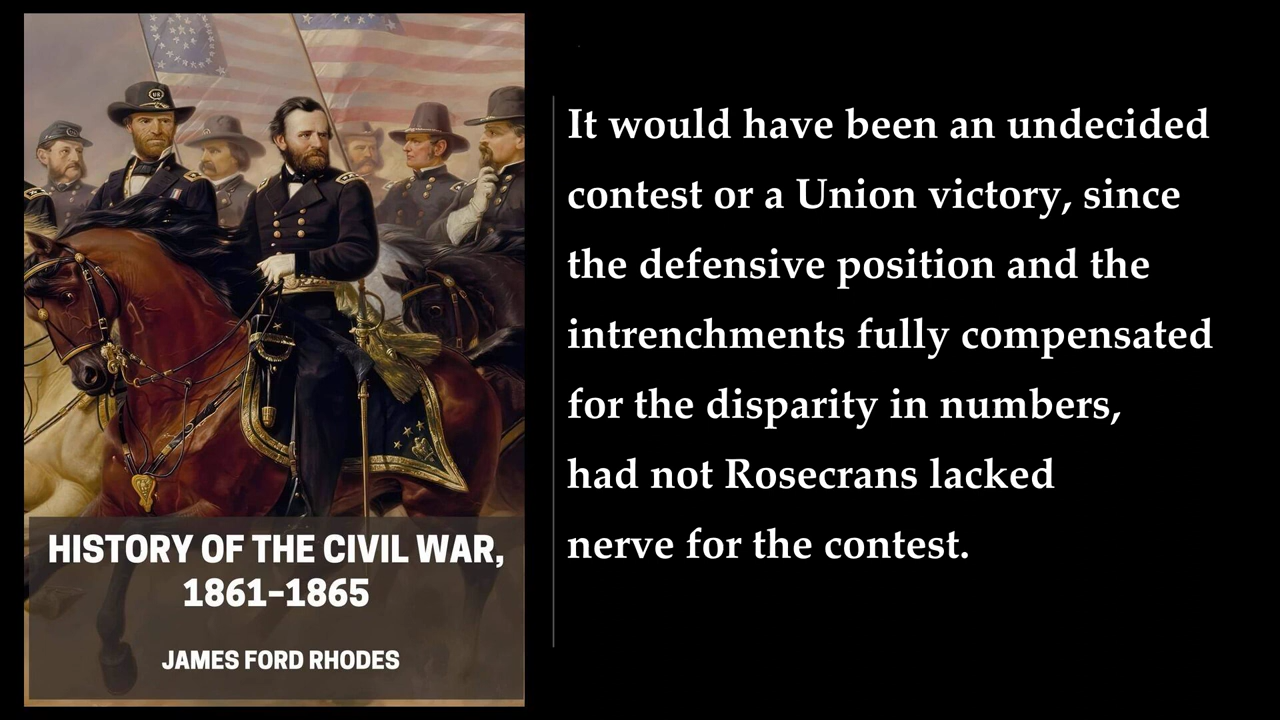 HISTORY OF THE CIVIL WAR,
1861–1865
JAMES FORD RHODES
It would have been an undecided
contest or a Union victory, since
the defensive position and the
intrenchments fully compensated
for the disparity in numbers,
had not Rosecrans lacked
nerve for the contest.